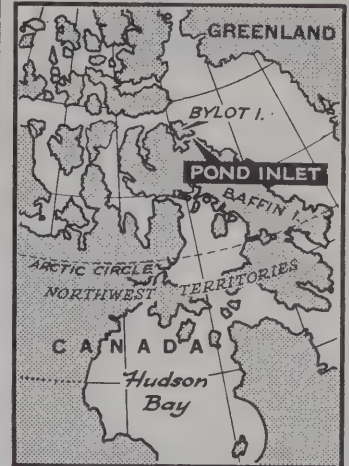 GREENLAND
BYLOT I.
POND INLET
BAFFIN I.
ARCTIC CIRCLE
NORTHWEST TERRITORIES
CANADA
Hudson
Bay